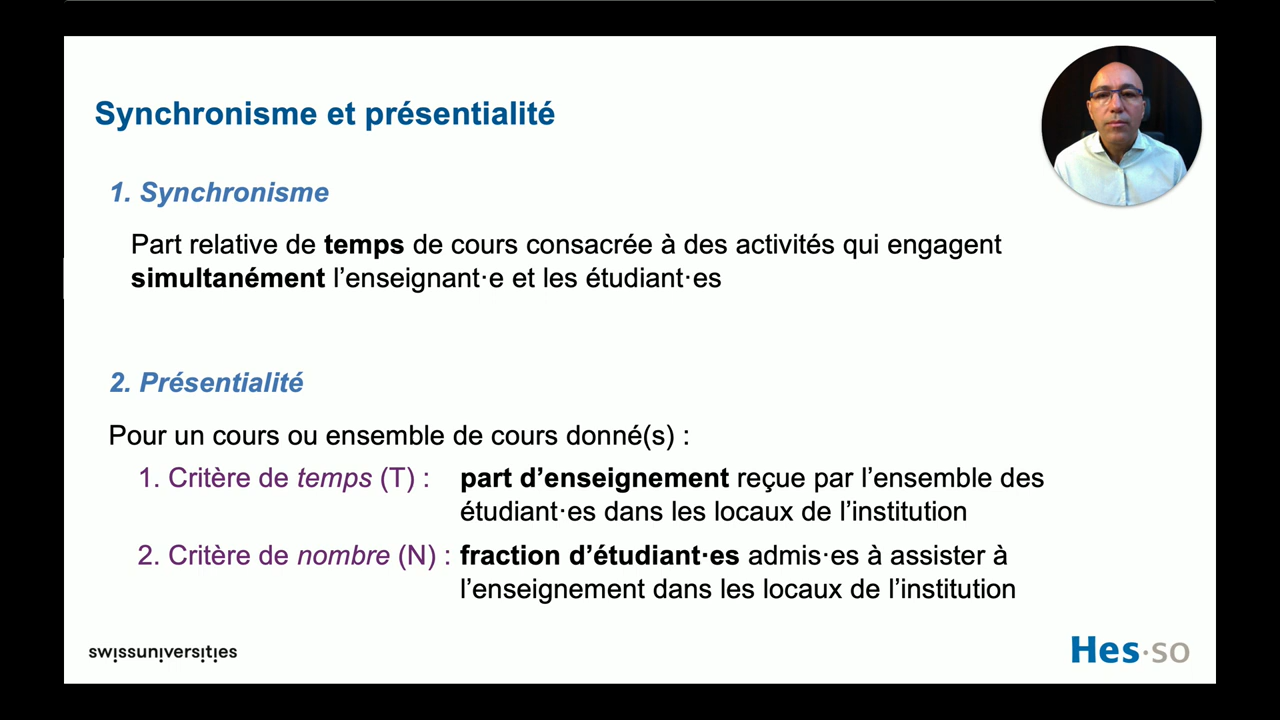 Synchronisme et présentialité
1. Synchronisme
Part relative de temps de cours consacrée à des activités qui engagent
simultanément l’enseignant·e et les étudiant·es
2. Présentialité
Pour un cours ou ensemble de cours donné(s) :
1. Critère de temps (T) : part d’enseignement reçue par l’ensemble des
étudiant·es dans les locaux de l’institution
2. Critère de nombre (N) : fraction d’étudiant·es admis·es à assister à
l’enseignement dans les locaux de l’institution
swissuniversities
Hes·so